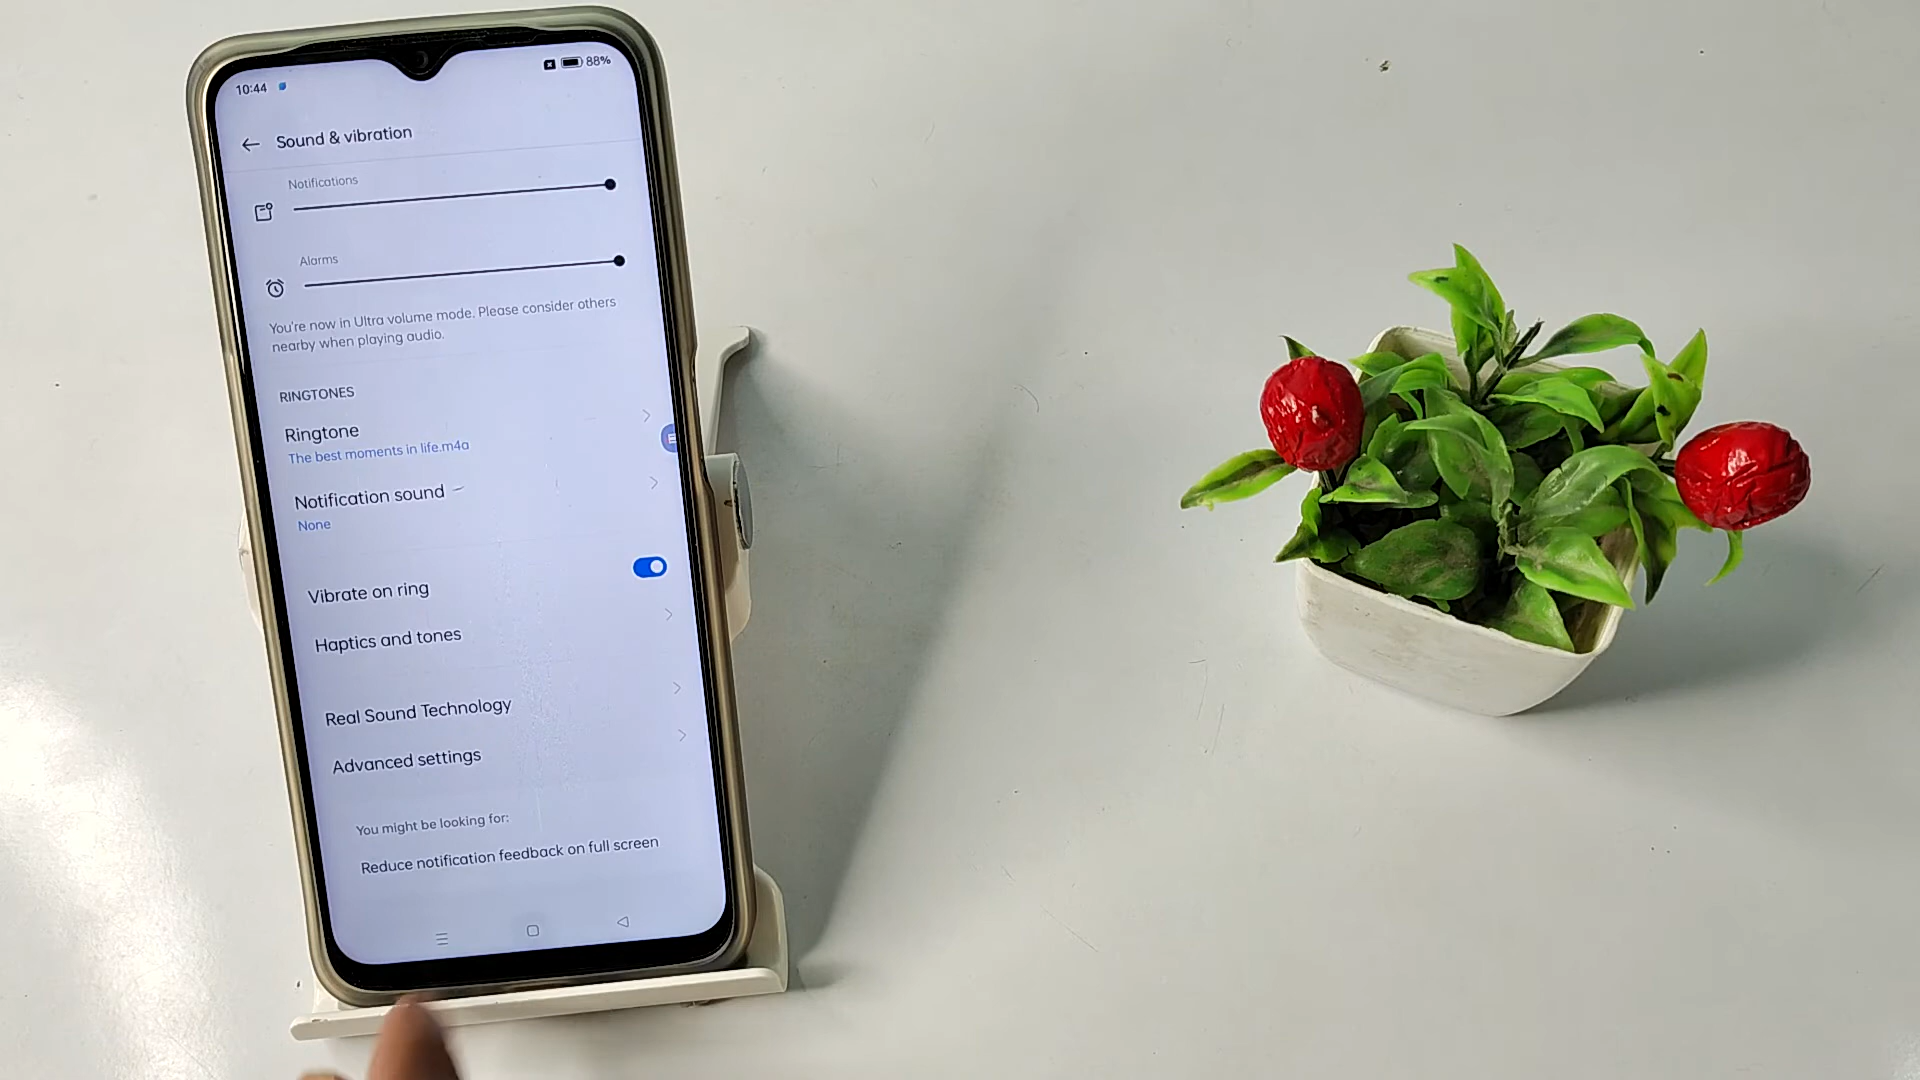 10:44
88%
Sound & vibration
Notifications
Alarms
You're now in Ultra volume mode. Please consider others
nearby when playing audio.
RINGTONES
Ringtone
The best moments in life.m4a
Notification sound
None
Vibrate on ring
Haptics and tones
Real Sound Technology
Advanced settings
You might be looking for:
Reduce notification feedback on full screen